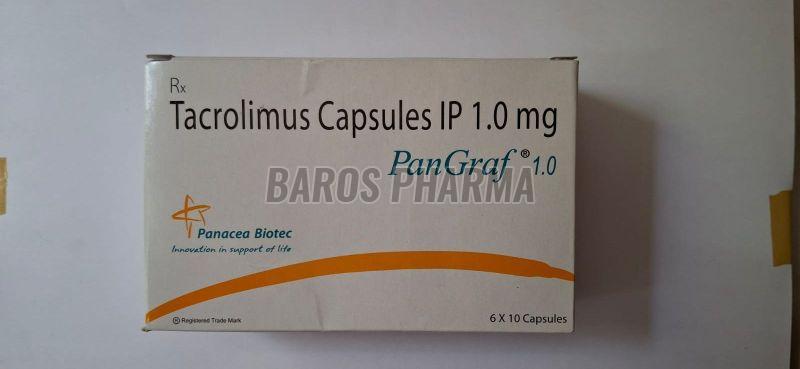 Rx
Tacrolimus Capsules IP 1.0 mg
PanGraf ® 1.0
BAROS PHARMA
Panacea Biotec
Innovation in support of life
® Registered Trade Mark
6 X 10 Capsules